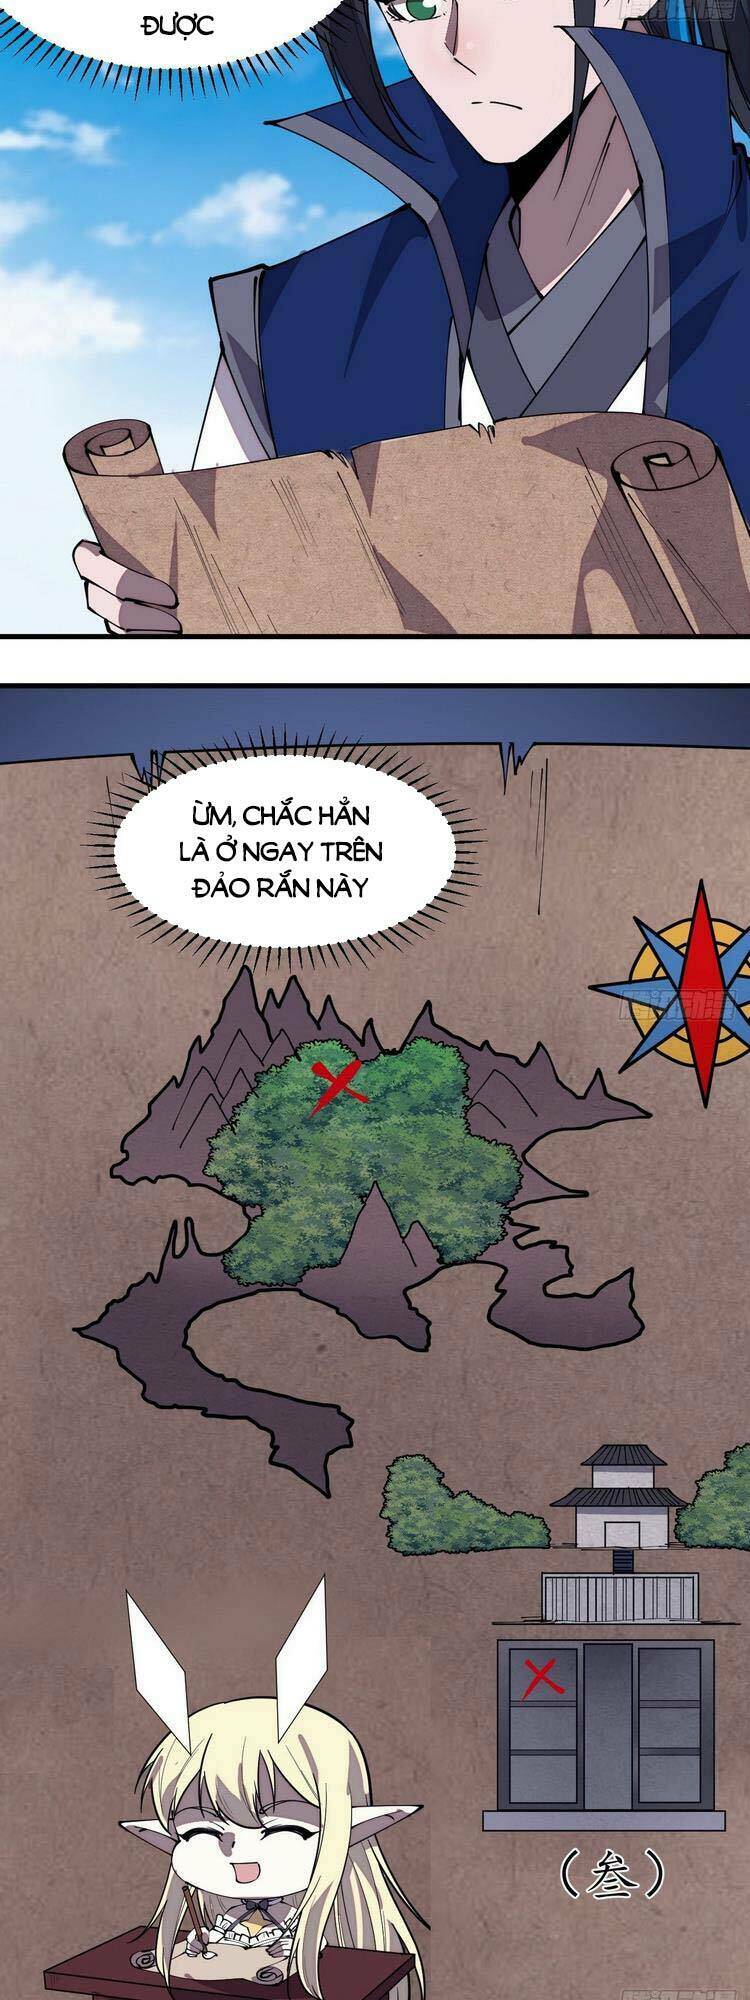 ĐƯỢC
ỪM, CHẮC HẲN
LÀ Ở NGAY TRÊN
ĐẢO RẮN NÀY
(叁)